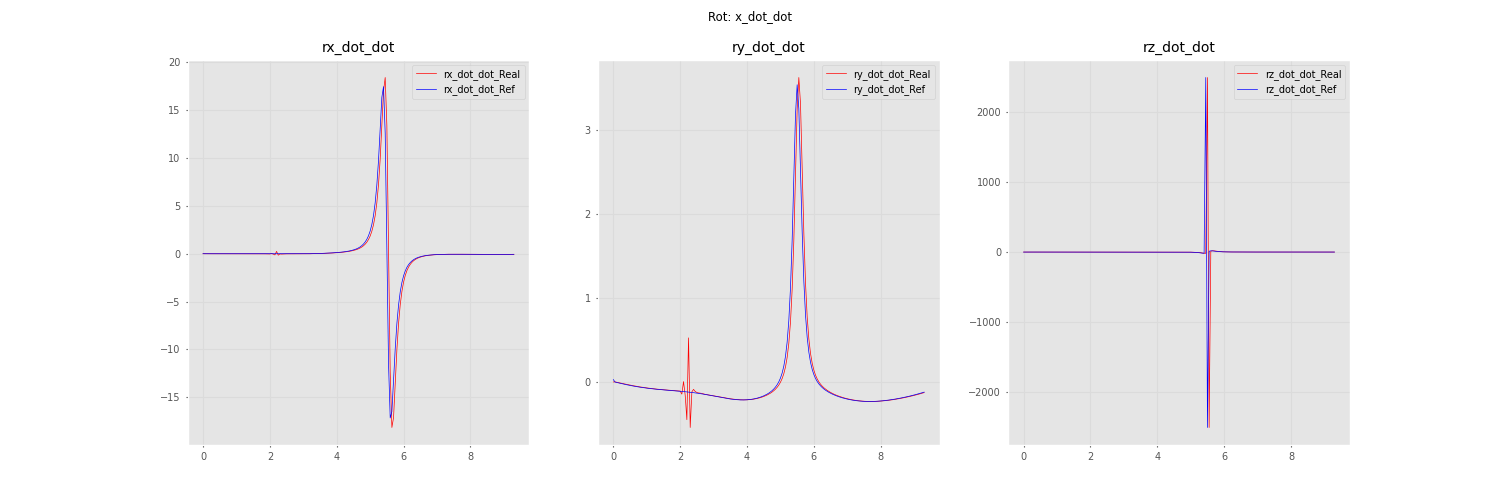 Rot: x_dot_dot
rx_dot_dot
20
15
10
5
0
−5
−10
−15
0 2 4 6 8
rx_dot_dot_Real
rx_dot_dot_Ref
ry_dot_dot
3
2
1
0
0 2 4 6 8
ry_dot_dot_Real
ry_dot_dot_Ref
rz_dot_dot
2000
1000
0
−1000
−2000
0 2 4 6 8
rz_dot_dot_Real
rz_dot_dot_Ref